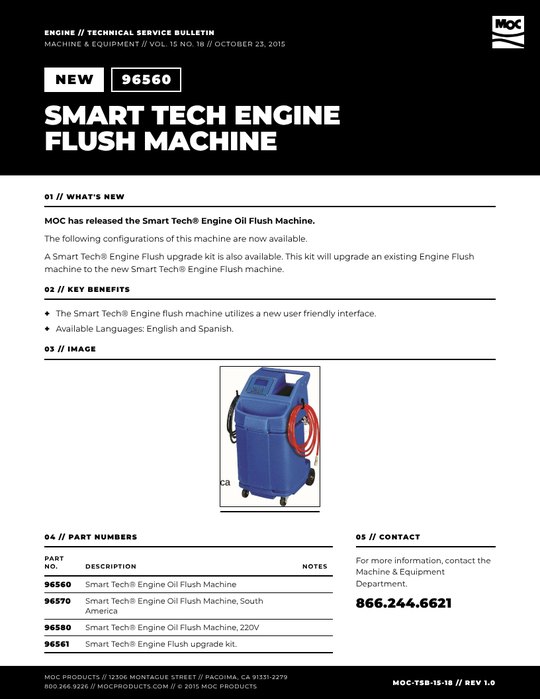 ENGINE // TECHNICAL SERVICE BULLETIN
MACHINE & EQUIPMENT // VOL. 15 NO. 18 // OCTOBER 23, 2015
MOC
NEW 96560
SMART TECH ENGINE
FLUSH MACHINE
01 // WHAT'S NEW
MOC has released the Smart Tech® Engine Oil Flush Machine.
The following configurations of this machine are now available.
A Smart Tech® Engine Flush upgrade kit is also available. This kit will upgrade an existing Engine Flush
machine to the new Smart Tech® Engine Flush machine.
02 // KEY BENEFITS
The Smart Tech® Engine flush machine utilizes a new user friendly interface.
Available Languages: English and Spanish.
03 // IMAGE
ca
04 // PART NUMBERS
PART
NO. DESCRIPTION NOTES
96560 Smart Tech® Engine Oil Flush Machine
96570 Smart Tech® Engine Oil Flush Machine, South
America
96580 Smart Tech® Engine Oil Flush Machine, 220V
96561 Smart Tech® Engine Flush upgrade kit.
05 // CONTACT
For more information, contact the
Machine & Equipment
Department.
866.244.6621
MOC PRODUCTS // 12306 MONTAGUE STREET // PACOIMA, CA 91331-2279
800.266.9226 // MOCPRODUCTS.COM // © 2015 MOC PRODUCTS
MOC-TSB-15-18 // REV 1.0